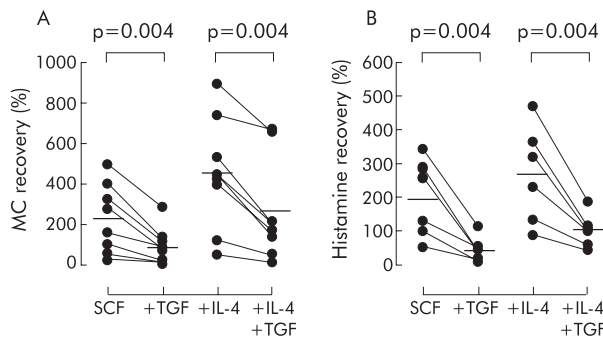 A
p=0.004 p=0.004
MC recovery (%)
1000
800
600
400
200
0
SCF +TGF +IL-4 +IL-4
+TGF
B
p=0.004 p=0.004
Histamine recovery (%)
600
500
400
300
200
100
0
SCF +TGF +IL-4 +IL-4
+TGF